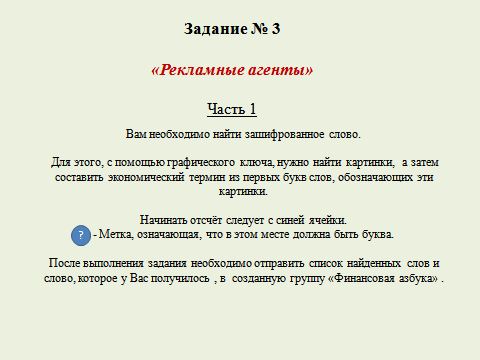 Задание № 3
«Рекламные агенты»
Часть 1
Вам необходимо найти зашифрованное слово.
Для этого, с помощью графического ключа, нужно найти картинки, а затем
составить экономический термин из первых букв слов, обозначающих эти
картинки.
Начинать отсчёт следует с синей ячейки.
? - Метка, означающая, что в этом месте должна быть буква.
После выполнения задания необходимо отправить список найденных слов и
слово, которое у Вас получилось , в созданную группу «Финансовая азбука» .